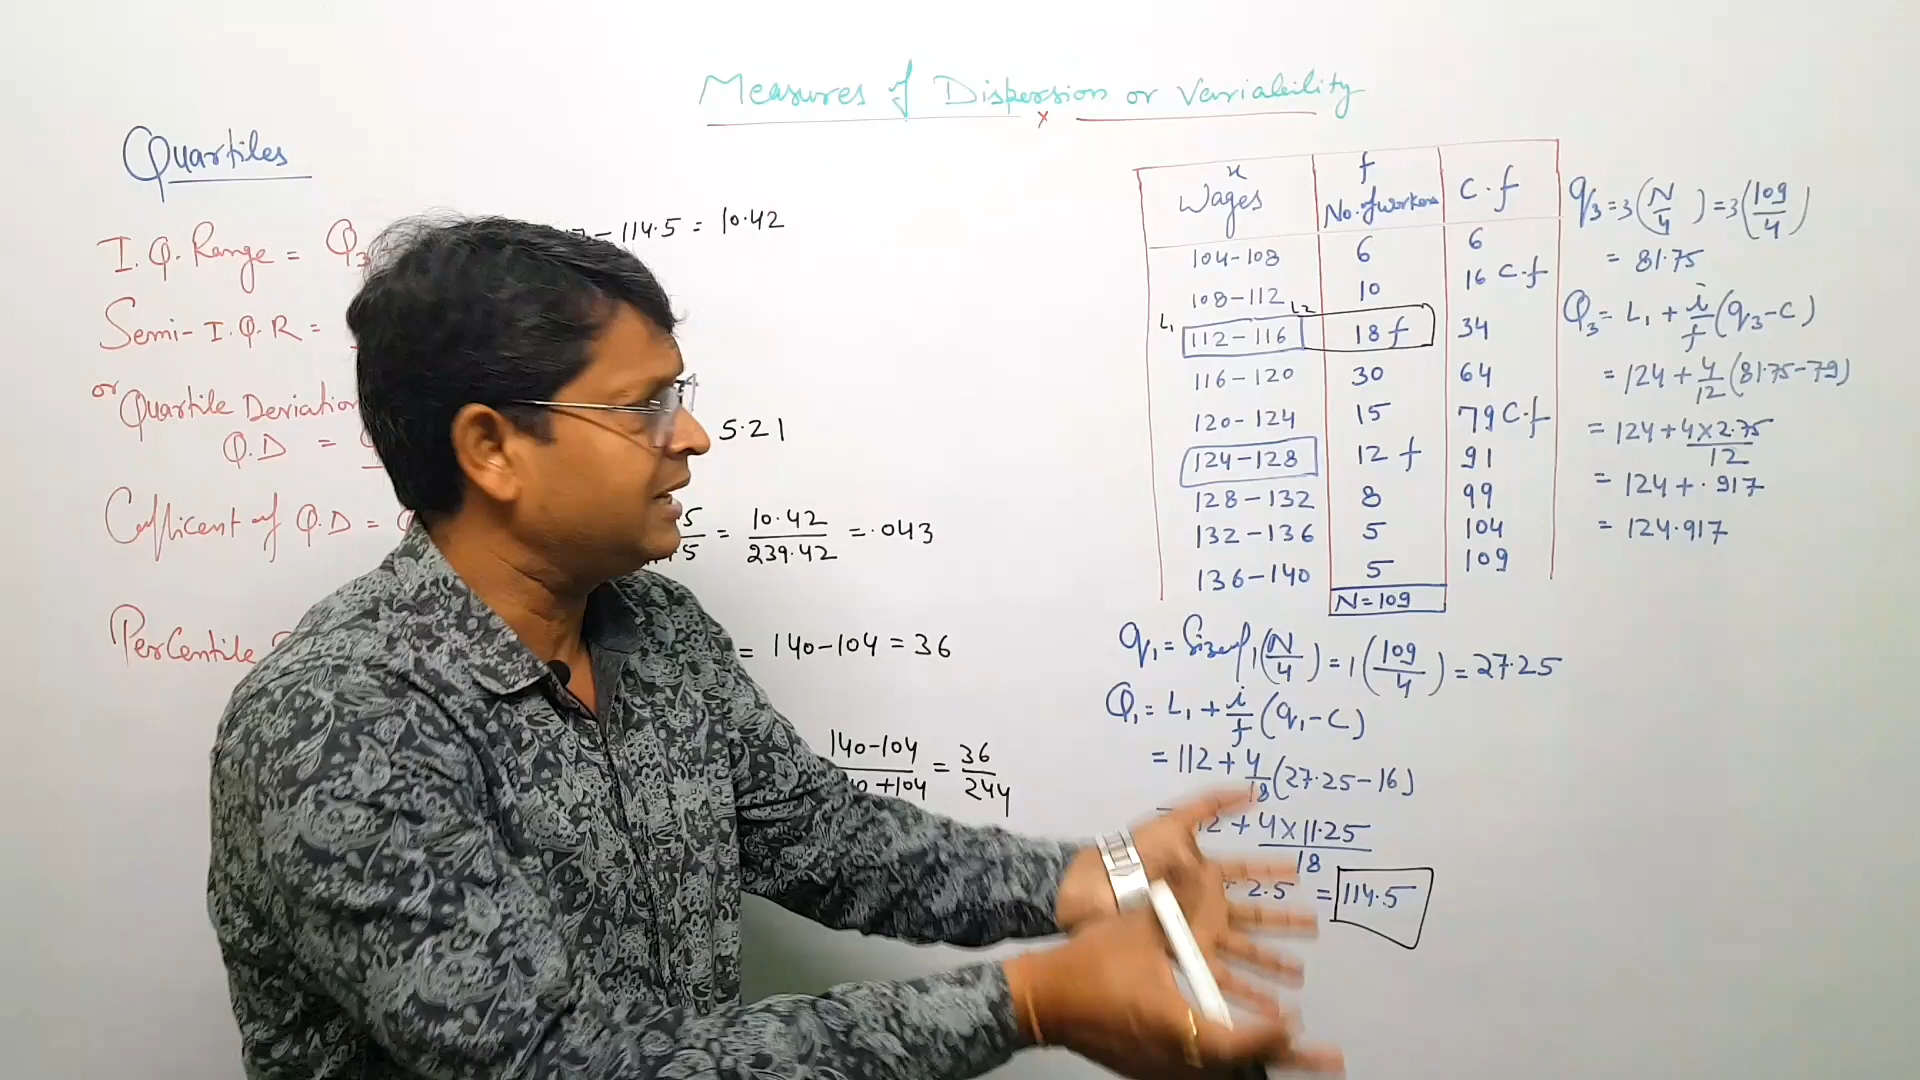 Measures of Dispersion or Variability
x
Quartiles
I.Q. Range = Q3 – 114.5 = 10.42
Semi-I.Q.R =
or Quartile Deviation
Q.D = 5.21
Cofficent of Q.D = 10.42/239.42 = .043
Percentile = 140–104 = 36
140–104 / +104 = 36/244
x f
Wages No. of workers C.f
104–108 6 6
108–112 10 16 C.f
L1 L2
112–116 18 f 34
116–120 30 64
120–124 15 79 C.f
124–128 12 f 91
128–132 8 99
132–136 5 104
136–140 5 109
N=109
q1 = Size of 1(N/4) = 1(109/4) = 27.25
Q1 = L1 + i/f (q1–C)
= 112 + 4/18 (27.25–16)
+ 4×11.25/18
2.5 = 114.5
q3 = 3(N/4) = 3(109/4)
= 81.75
Q3 = L1 + i/f (q3–C)
= 124 + 4/12 (81.75–79)
= 124 + 4×2.75/12
= 124 + .917
= 124.917